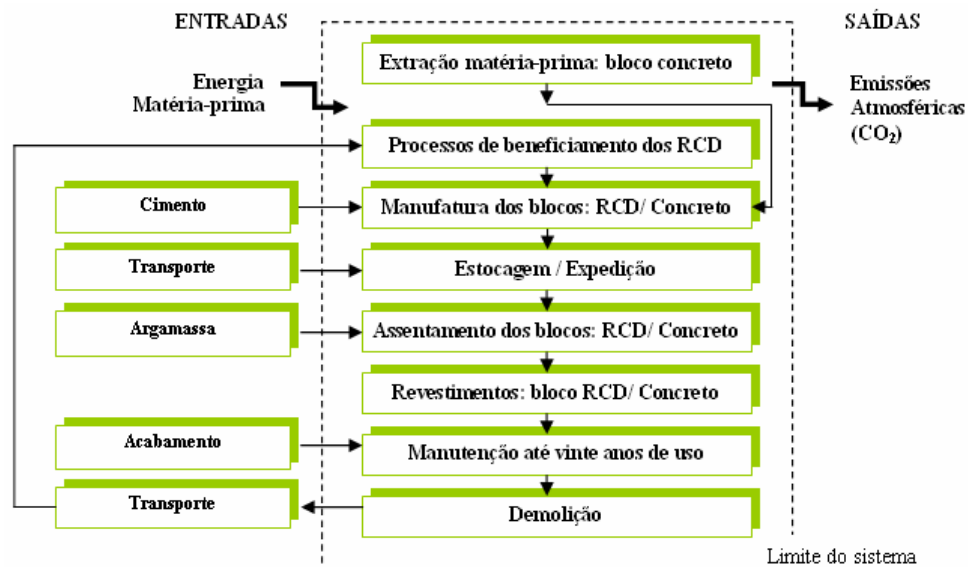 ENTRADAS
SAÍDAS
Extração matéria-prima: bloco concreto
Energia
Matéria-prima
Emissões
Atmosféricas
(CO₂)
Processos de beneficiamento dos RCD
Cimento
Manufatura dos blocos: RCD/ Concreto
Transporte
Estocagem / Expedição
Argamassa
Assentamento dos blocos: RCD/ Concreto
Revestimentos: bloco RCD/ Concreto
Acabamento
Manutenção até vinte anos de uso
Transporte
Demolição
Limite do sistema